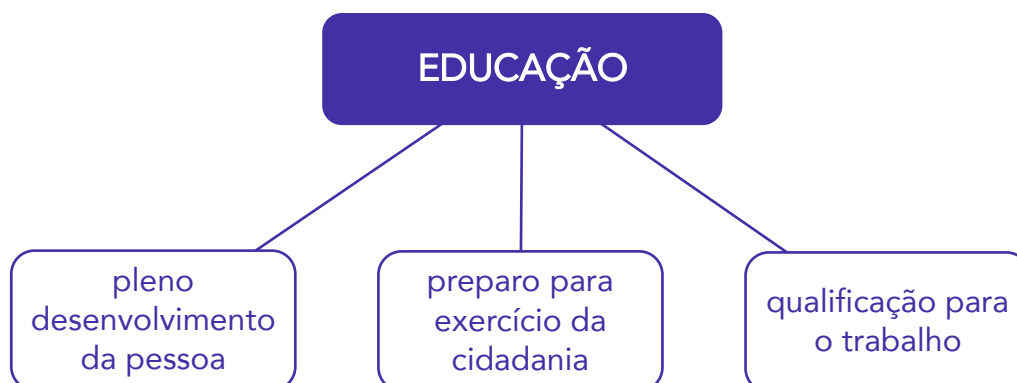 EDUCAÇÃO
pleno
desenvolvimento
da pessoa
preparo para
exercício da
cidadania
qualificação para
o trabalho